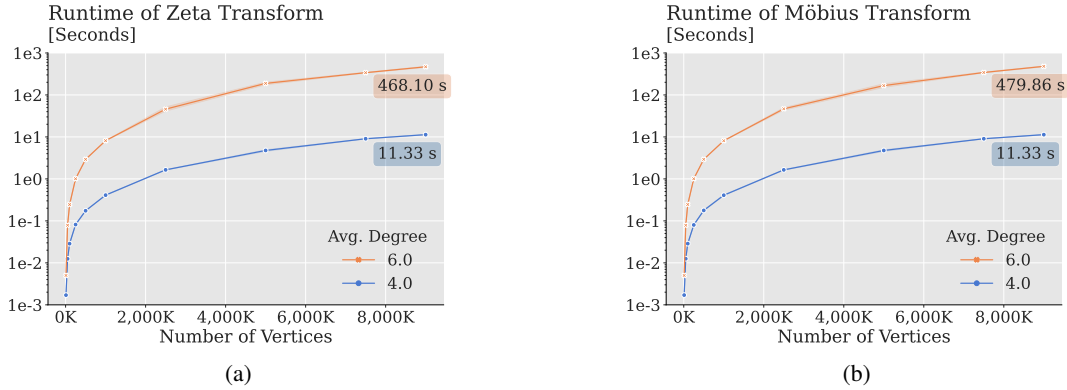 Runtime of Zeta Transform
[Seconds]
1e3
1e2
1e1
1e0
1e-1
1e-2
1e-3
468.10 s
11.33 s
Avg. Degree
6.0
4.0
0K 2,000K 4,000K 6,000K 8,000K
Number of Vertices
(a)
Runtime of Möbius Transform
[Seconds]
1e3
1e2
1e1
1e0
1e-1
1e-2
1e-3
479.86 s
11.33 s
Avg. Degree
6.0
4.0
0K 2,000K 4,000K 6,000K 8,000K
Number of Vertices
(b)